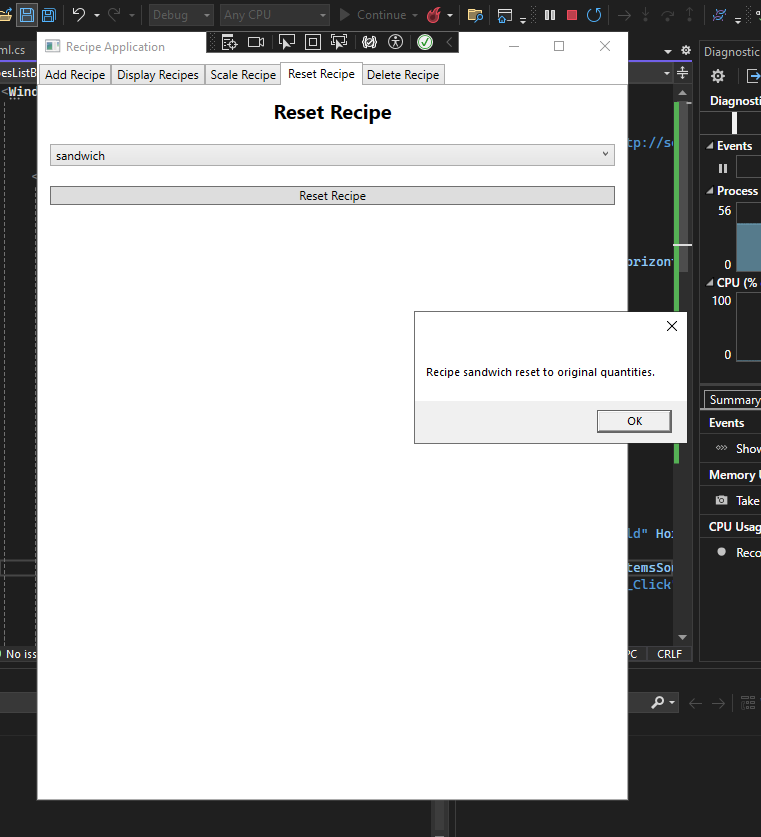 Debug
Any CPU
Continue
Recipe Application
ml.cs
Diagnostic
esListB
Add Recipe
Display Recipes
Scale Recipe
Reset Recipe
Delete Recipe
<Wind
Diagnosti
Reset Recipe
tp://s
Events
sandwich
Process
Reset Recipe
56
0
orizon
CPU (%
100
0
Recipe sandwich reset to original quantities.
OK
Summary
Events
Show
Memory U
Take
CPU Usag
ld" Ho
Reco
temsSo
_Click
No iss
PC
CRLF